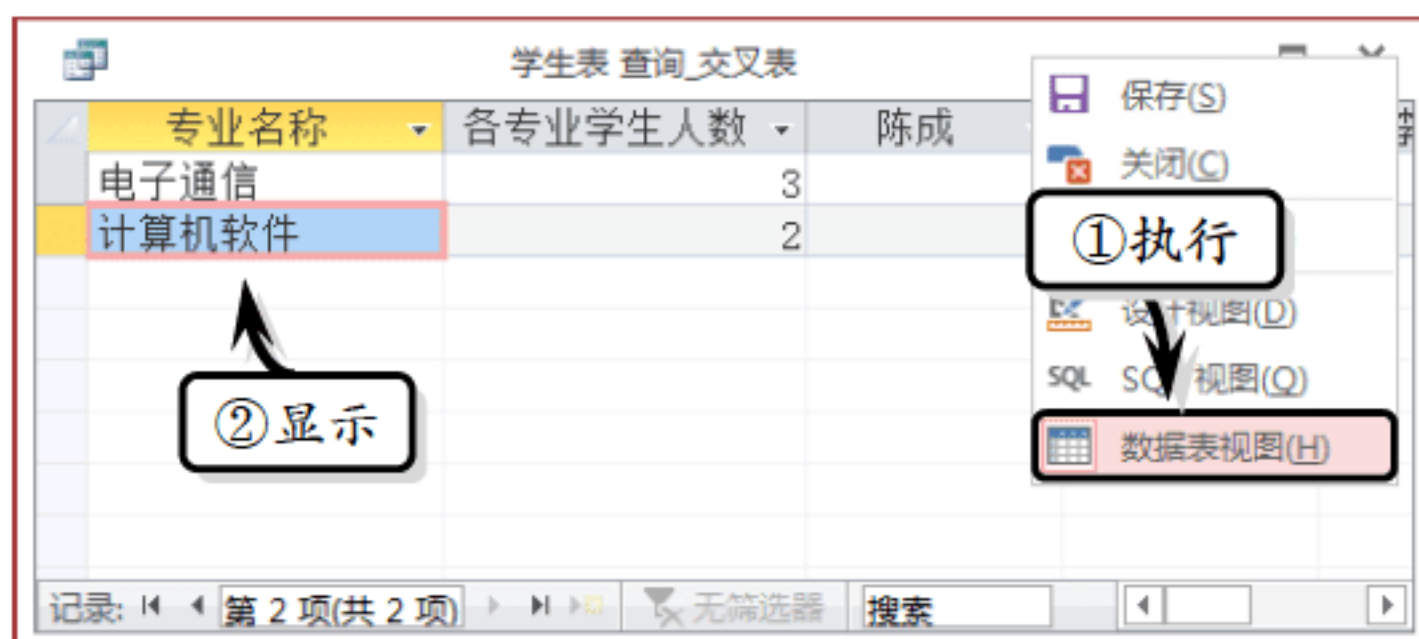 学生表 查询_交叉表
专业名称 各专业学生人数 陈成
电子通信 3
计算机软件 2
保存(S)
关闭(C)
①执行
设计视图(D)
SQL 视图(Q)
数据表视图(H)
②显示
记录: 第 2 项(共 2 项) 无筛选器 搜索